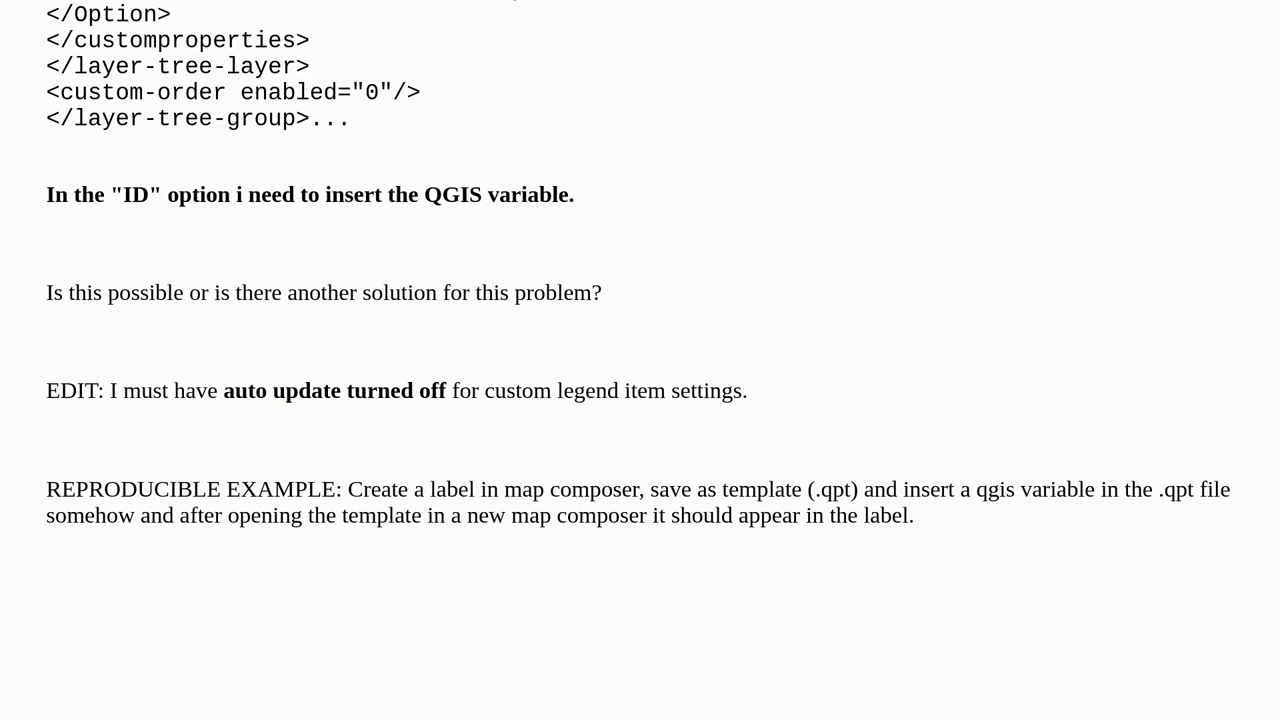 </Option>
</customproperties>
</layer-tree-layer>
<custom-order enabled="0"/>
</layer-tree-group>...
In the "ID" option i need to insert the QGIS variable.
Is this possible or is there another solution for this problem?
EDIT: I must have auto update turned off for custom legend item settings.
REPRODUCIBLE EXAMPLE: Create a label in map composer, save as template (.qpt) and insert a qgis variable in the .qpt file
somehow and after opening the template in a new map composer it should appear in the label.